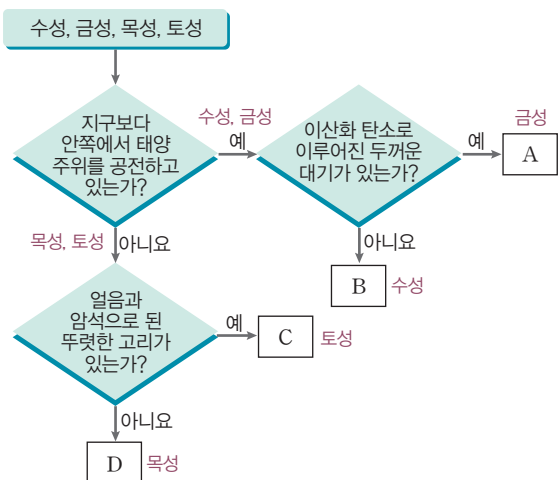 수성, 금성, 목성, 토성
지구보다
안쪽에서 태양
주위를 공전하고
있는가?
수성, 금성
예
이산화 탄소로
이루어진 두꺼운
대기가 있는가?
예
금성
A
아니요
B
수성
목성, 토성
아니요
얼음과
암석으로 된
뚜렷한 고리가
있는가?
예
C
토성
아니요
D
목성